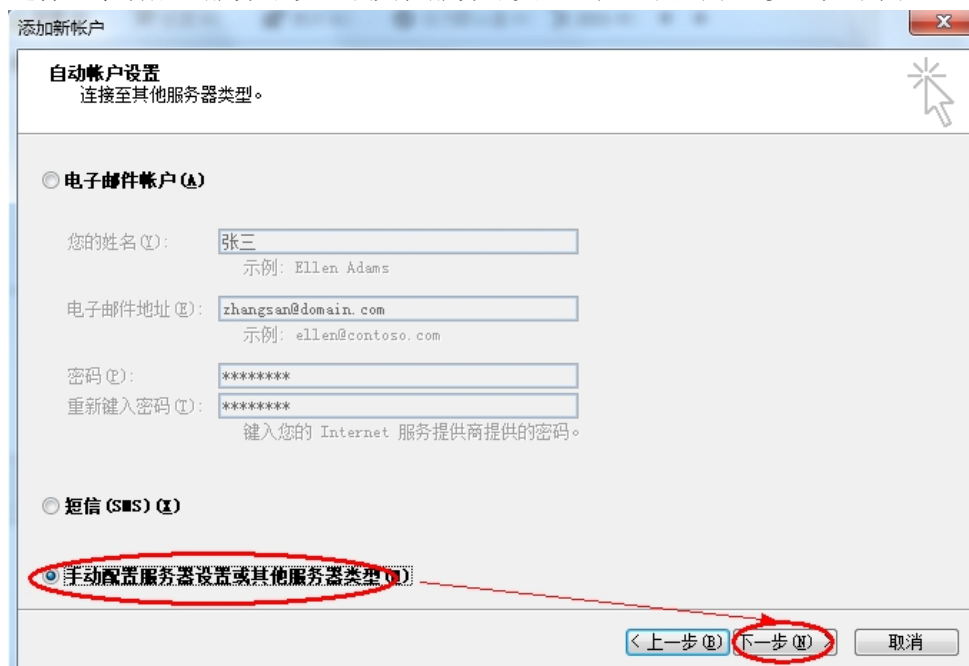 添加新帐户
自动帐户设置
连接至其他服务器类型。
电子邮件帐户(A)
您的姓名(Y): 张三
示例: Ellen Adams
电子邮件地址(E): zhangsan@domain.com
示例: ellen@contoso.com
密码(P): ********
重新键入密码(T): ********
键入您的 Internet 服务提供商提供的密码。
短信(SMS)(X)
手动配置服务器设置或其他服务器类型(M)
< 上一步(B) 下一步(N) > 取消